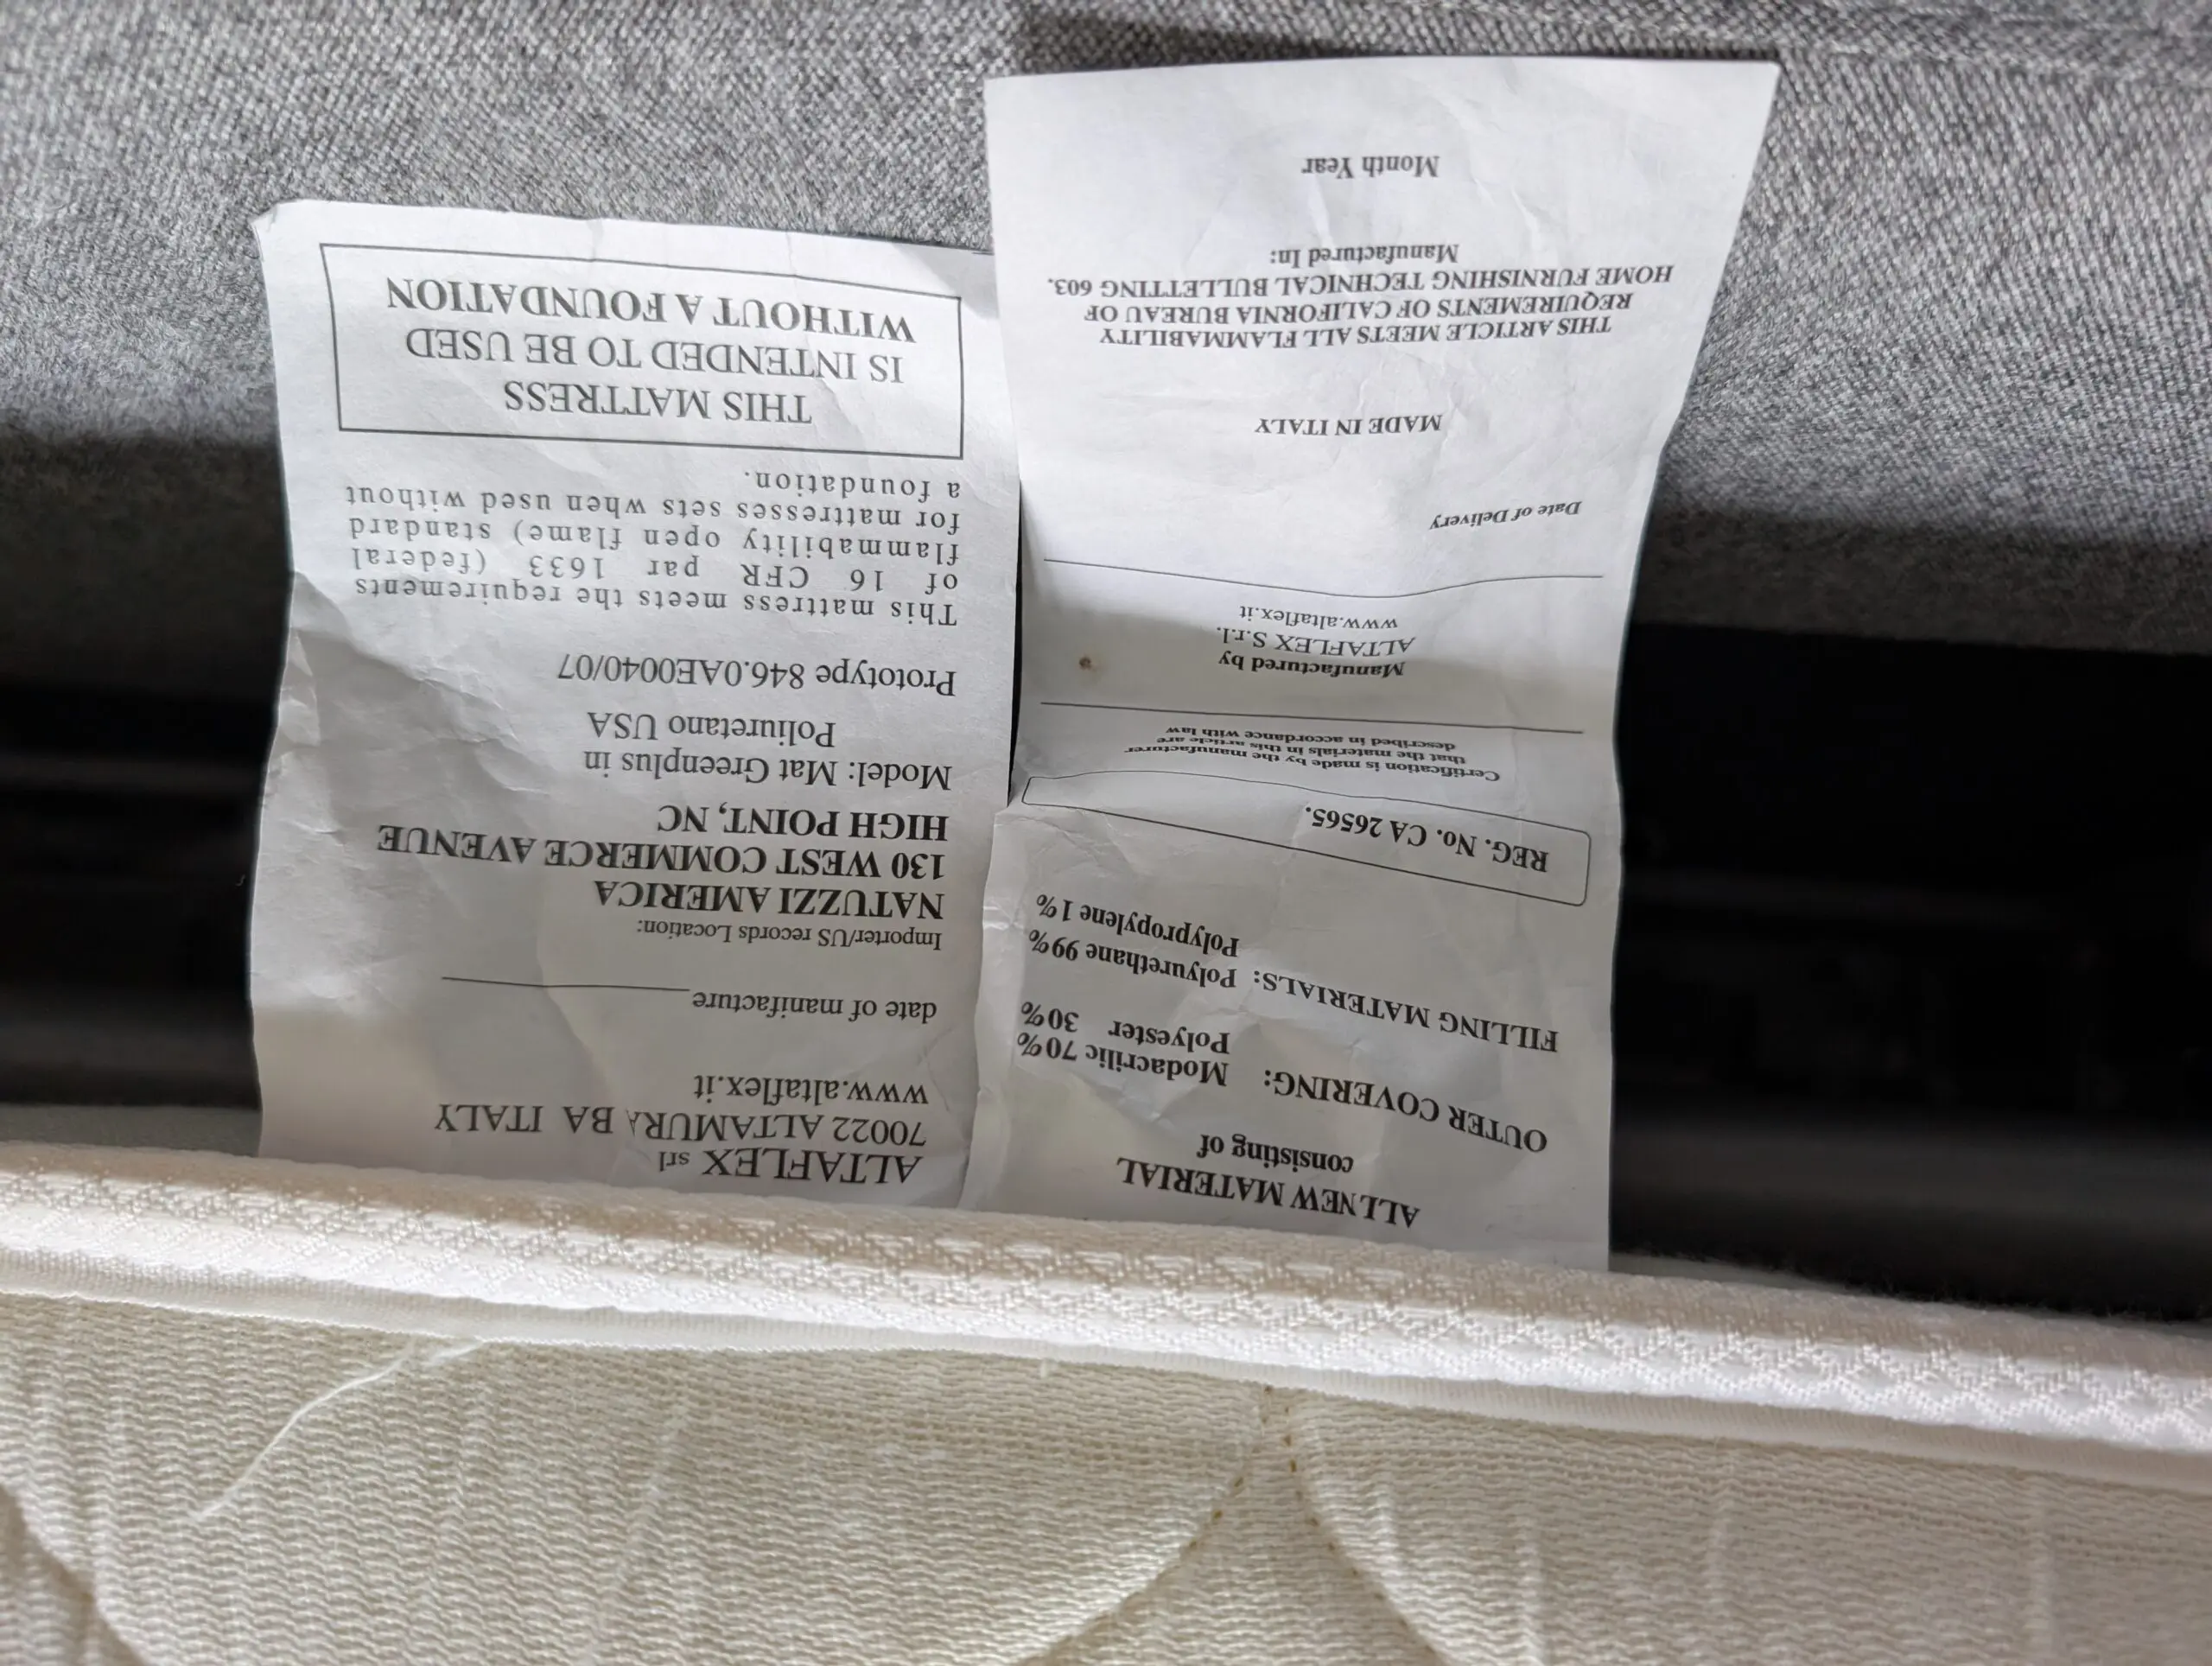 ALTAFLEX srl
70022 ALTAMURA BA ITALY
www.altaflex.it
date of manifacture
Importer/US records Location:
NATUZZI AMERICA
130 WEST COMMERCE AVENUE
HIGH POINT, NC
Model: Mat Greenplus in
Poliuretano USA
Prototype 846.0AE0040/07
This mattress meets the requirements
of 16 CFR par 1633 (federal
flammability open flame) standard
for mattresses sets when used without
a foundation.
THIS MATTRESS
IS INTENDED TO BE USED
WITHOUT A FOUNDATION
ALL NEW MATERIAL
consisting of
OUTER COVERING: Modacrilic 70%
Polyester 30%
FILLING MATERIALS: Polyurethane 99%
Polypropylene 1%
REG. No. CA 26565.
Certification is made by the manufacturer
that the materials in this article are
described in accordance with law
Manufactured by
ALTAFLEX S.r.l.
www.altaflex.it
Date of Delivery
MADE IN ITALY
THIS ARTICLE MEETS ALL FLAMMABILITY
REQUIREMENTS OF CALIFORNIA BUREAU OF
HOME FURNISHING TECHNICAL BULLETTING 603.
Manufactured In:
Month Year